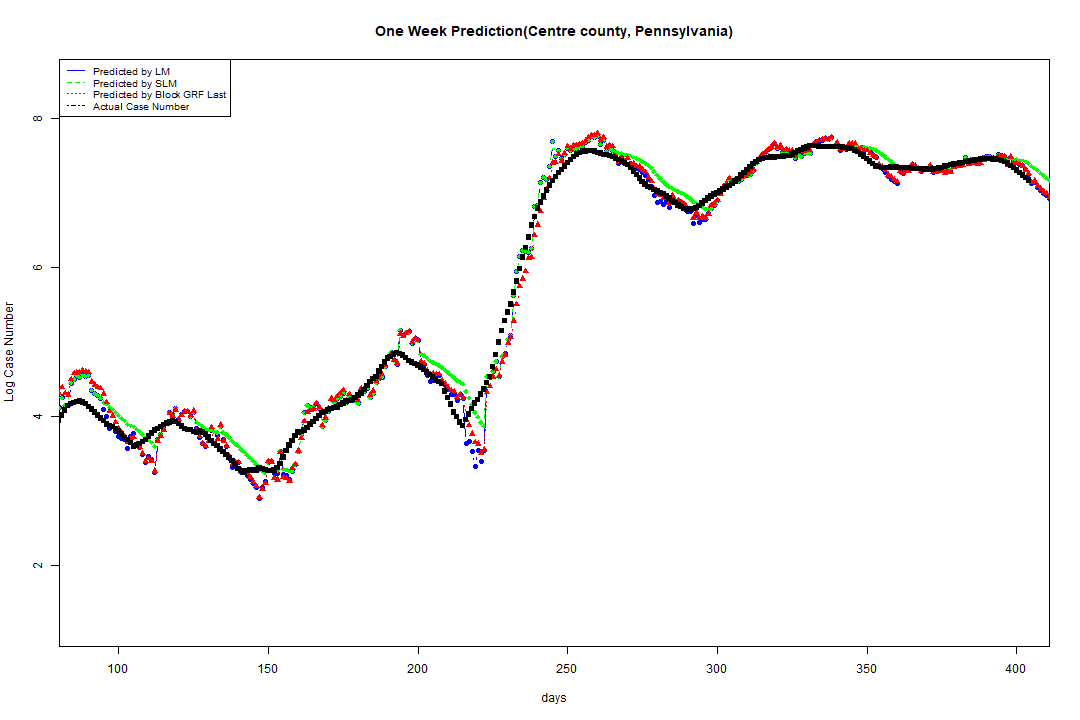 One Week Prediction(Centre county, Pennsylvania)
Predicted by LM
Predicted by SLM
Predicted by Block GRF Last
Actual Case Number
Log Case Number
8
6
4
2
100 150 200 250 300 350 400
days